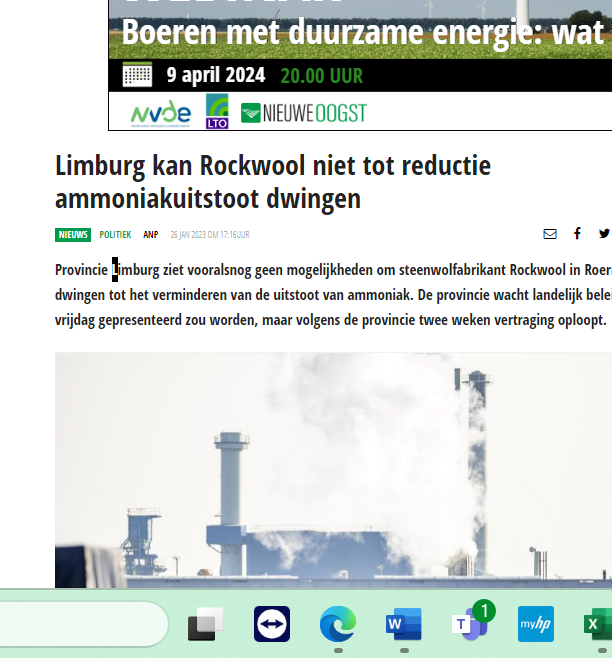 Boeren met duurzame energie: wat
9 april 2024 20.00 UUR
nvde LTO NIEUWE OOGST
Limburg kan Rockwool niet tot reductie
ammoniakuitstoot dwingen
NIEUWS POLITIEK ANP 26 JAN 2023 OM 17:16UUR
Provincie Limburg ziet vooralsnog geen mogelijkheden om steenwolfabrikant Rockwool in Roer
dwingen tot het verminderen van de uitstoot van ammoniak. De provincie wacht landelijk belei
vrijdag gepresenteerd zou worden, maar volgens de provincie twee weken vertraging oploopt.
W T 1 my hp X